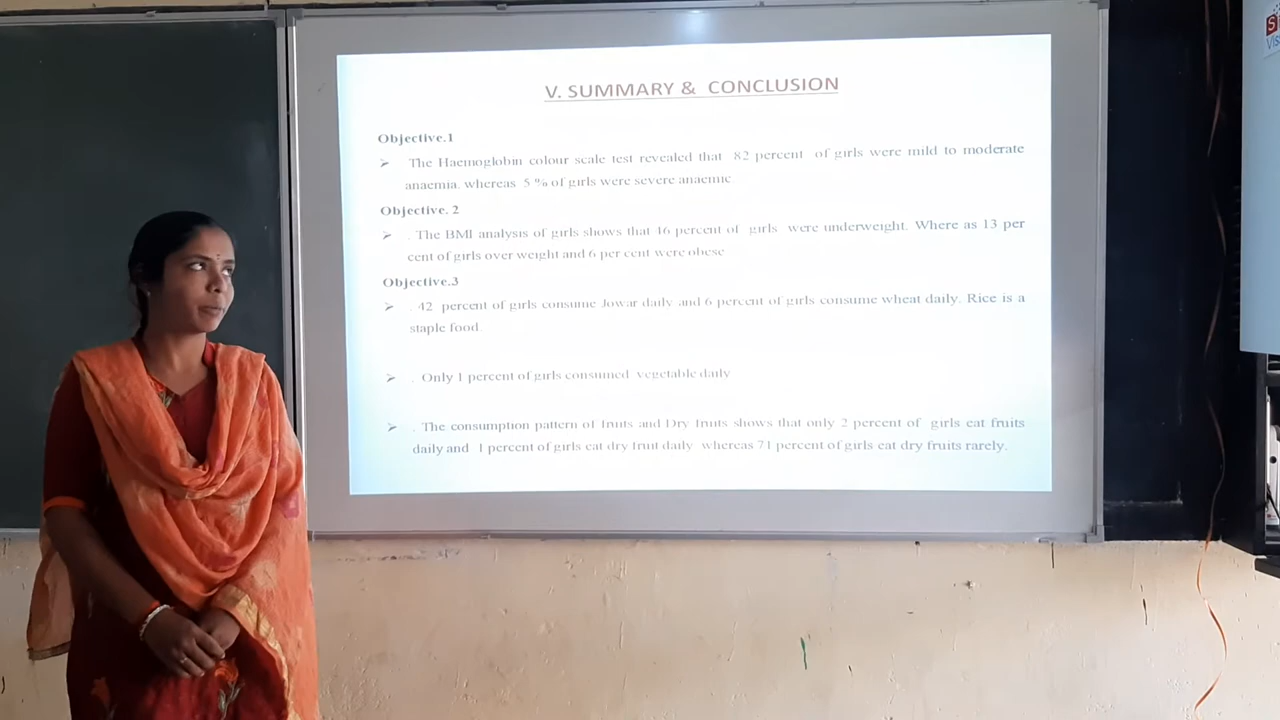 V. SUMMARY & CONCLUSION
Objective.1
➢ The Haemoglobin colour scale test revealed that 82 percent of girls were mild to moderate
anaemia. whereas 5 % of girls were severe anaemic
Objective. 2
➢ . The BMI analysis of girls shows that 16 percent of girls were underweight. Where as 13 per
cent of girls over weight and 6 per cent were obese
Objective.3
➢ . 42 percent of girls consume Jowar daily and 6 percent of girls consume wheat daily. Rice is a
staple food.
➢ . Only 1 percent of girls consumed vegetable daily
➢ . The consumption pattern of fruits and Dry fruits shows that only 2 percent of girls eat fruits
daily and 1 percent of girls eat dry fruit daily whereas 71 percent of girls eat dry fruits rarely.